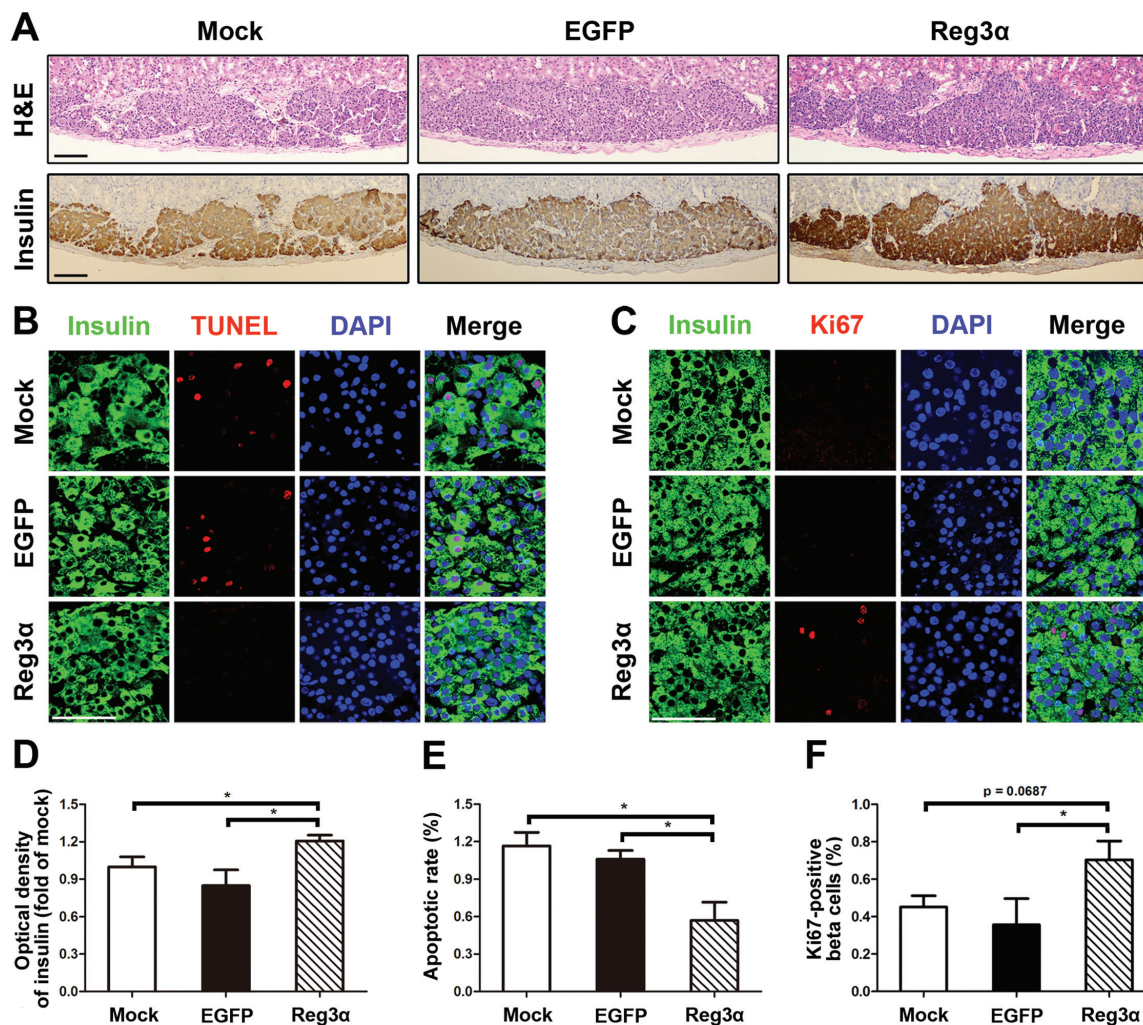 A
Mock EGFP Reg3α
H&E
Insulin
B
Insulin TUNEL DAPI Merge
Mock
EGFP
Reg3α
C
Insulin Ki67 DAPI Merge
Mock
EGFP
Reg3α
D
Optical density
of insulin (fold of mock)
1.5
1.2
0.9
0.6
0.3
0.0
*
*
Mock EGFP Reg3α
E
Apoptotic rate (%)
1.5
1.2
0.9
0.6
0.3
0.0
*
*
Mock EGFP Reg3α
F
Ki67-positive
beta cells (%)
1.0
0.8
0.6
0.4
0.2
0.0
p = 0.0687
*
Mock EGFP Reg3α